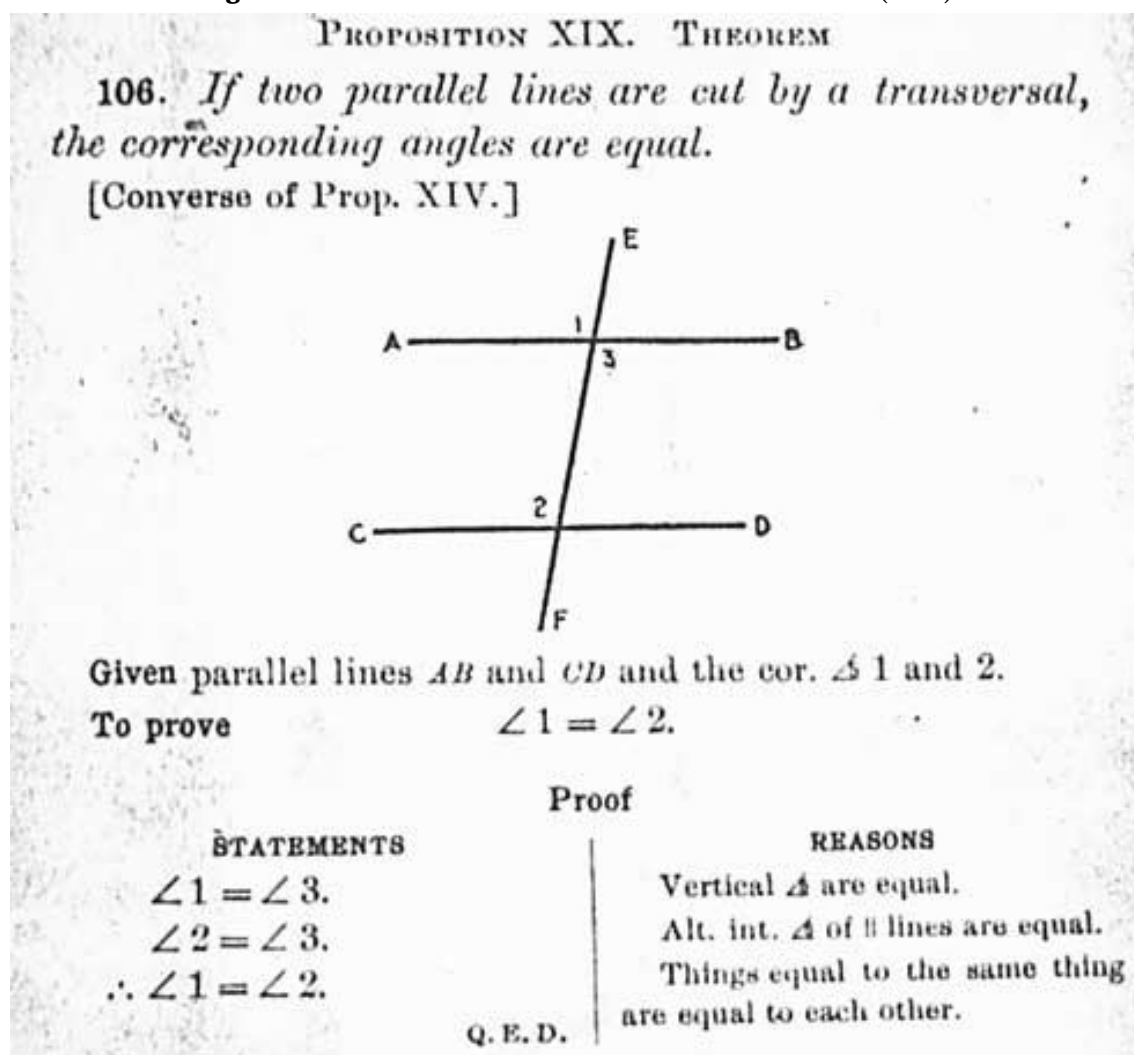 PROPOSITION XIX. THEOREM
106. If two parallel lines are cut by a transversal,
the corresponding angles are equal.
[Converse of Prop. XIV.]
E
A
1
3
B
2
C
D
F
Given parallel lines AB and CD and the cor. ∠s 1 and 2.
To prove ∠1 = ∠2.
Proof
STATEMENTS
REASONS
∠1 = ∠3.
Vertical ∠s are equal.
∠2 = ∠3.
Alt. int. ∠s of || lines are equal.
∴ ∠1 = ∠2.
Things equal to the same thing
are equal to each other.
Q. E. D.